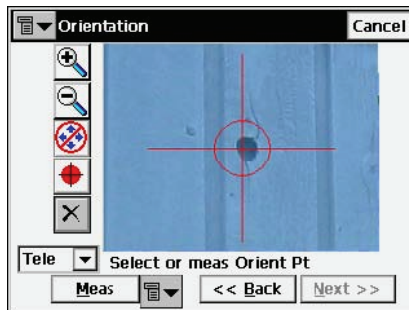 Orientation Cancel
Tele Select or meas Orient Pt
Meas << Back Next >>